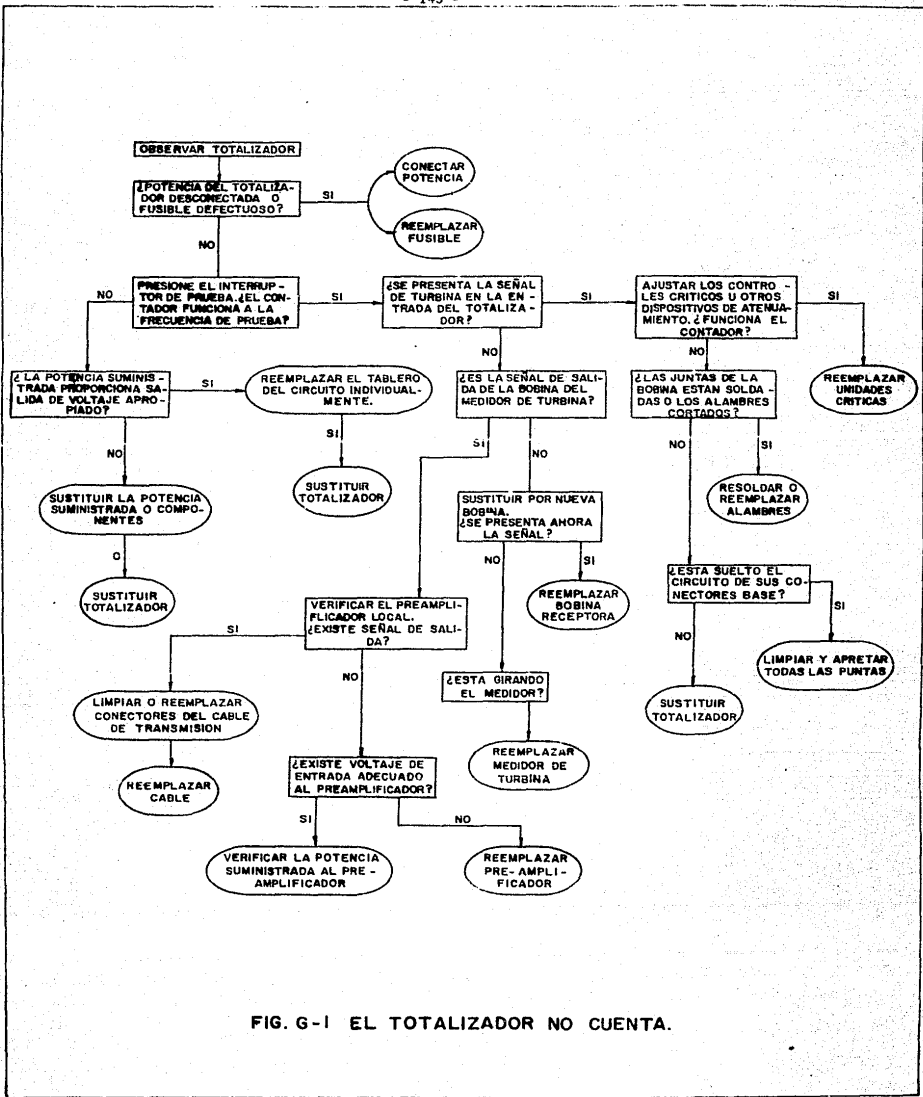 - 143 -
OBSERVAR TOTALIZADOR
¿POTENCIA DEL TOTALIZA-
DOR DESCONECTADA O
FUSIBLE DEFECTUOSO?
SI
CONECTAR
POTENCIA
REEMPLAZAR
FUSIBLE
NO
PRESIONE EL INTERRUP-
TOR DE PRUEBA.¿EL CON-
TADOR FUNCIONA A LA
FRECUENCIA DE PRUEBA?
NO
SI
¿SE PRESENTA LA SEÑAL
DE TURBINA EN LA EN-
TRADA DEL TOTALIZA-
DOR?
SI
AJUSTAR LOS CONTRO-
LES CRITICOS U OTROS
DISPOSITIVOS DE ATENUA-
MIENTO.¿FUNCIONA EL
CONTADOR?
SI
REEMPLAZAR
UNIDADES
CRITICAS
NO
NO
¿LA POTENCIA SUMINIS-
TRADA PROPORCIONA SA-
LIDA DE VOLTAJE APRO-
PIADO?
SI
REEMPLAZAR EL TABLERO
DEL CIRCUITO INDIVIDUAL-
MENTE.
¿ES LA SEÑAL DE SALI-
DA DE LA BOBINA DEL
MEDIDOR DE TURBINA?
¿LAS JUNTAS DE LA
BOBINA ESTAN SOLDA-
DAS O LOS ALAMBRES
CORTADOS?
NO
SI
SI
NO
NO
SI
SUSTITUIR LA POTENCIA
SUMINISTRADA O COMPO-
NENTES
SUSTITUIR
TOTALIZADOR
SUSTITUIR POR NUEVA
BOBINA.
¿SE PRESENTA AHORA
LA SEÑAL?
RESOLDAR O
REEMPLAZAR
ALAMBRES
O
NO
SI
SUSTITUIR
TOTALIZADOR
VERIFICAR EL PREAMPLI-
FLICADOR LOCAL.
¿EXISTE SEÑAL DE SALI-
DA?
REEMPLAZAR
BOBINA
RECEPTORA
¿ESTA SUELTO EL
CIRCUITO DE SUS CO-
NECTORES BASE?
SI
NO
NO
SI
LIMPIAR O REEMPLAZAR
CONECTORES DEL CABLE
DE TRANSMISION
¿ESTA GIRANDO
EL MEDIDOR?
SUSTITUIR
TOTALIZADOR
LIMPIAR Y APRETAR
TODAS LAS PUNTAS
REEMPLAZAR
CABLE
¿EXISTE VOLTAJE DE
ENTRADA ADECUADO
AL PREAMPLIFICADOR?
REEMPLAZAR
MEDIDOR DE
TURBINA
SI
NO
VERIFICAR LA POTENCIA
SUMINISTRADA AL PRE-
AMPLIFICADOR
REEMPLAZAR
PRE-AMPLI-
FICADOR
FIG. G-1 EL TOTALIZADOR NO CUENTA.